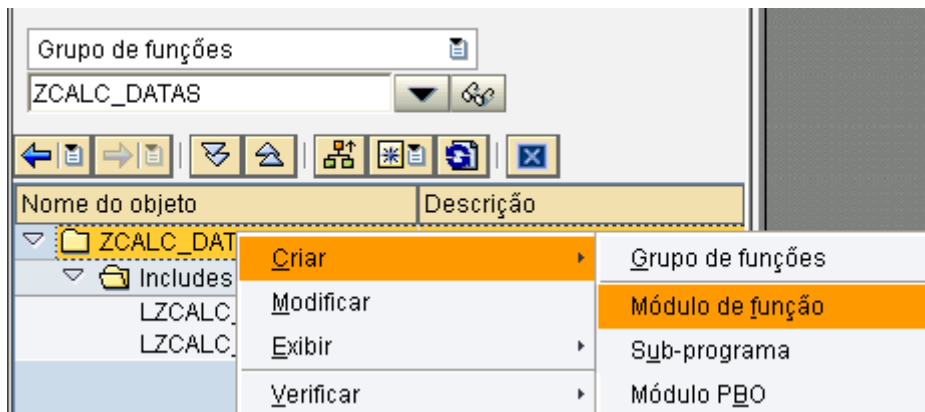 Grupo de funções
ZCALC_DATAS
Nome do objeto Descrição
ZCALC_DAT
Includes
LZCALC_
LZCALC_
Criar
Modificar
Exibir
Verificar
Grupo de funções
Módulo de função
Sub-programa
Módulo PBO